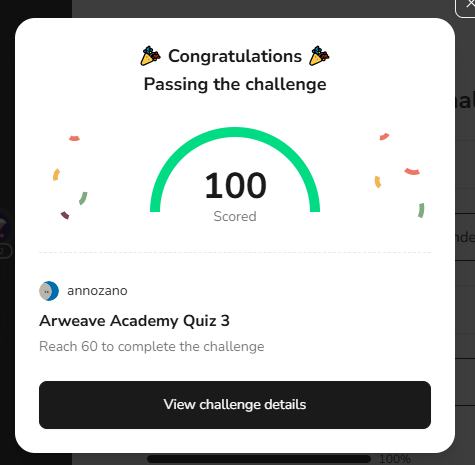 Congratulations
Passing the challenge
100
Scored
annozano
Arweave Academy Quiz 3
Reach 60 to complete the challenge
View challenge details
100%